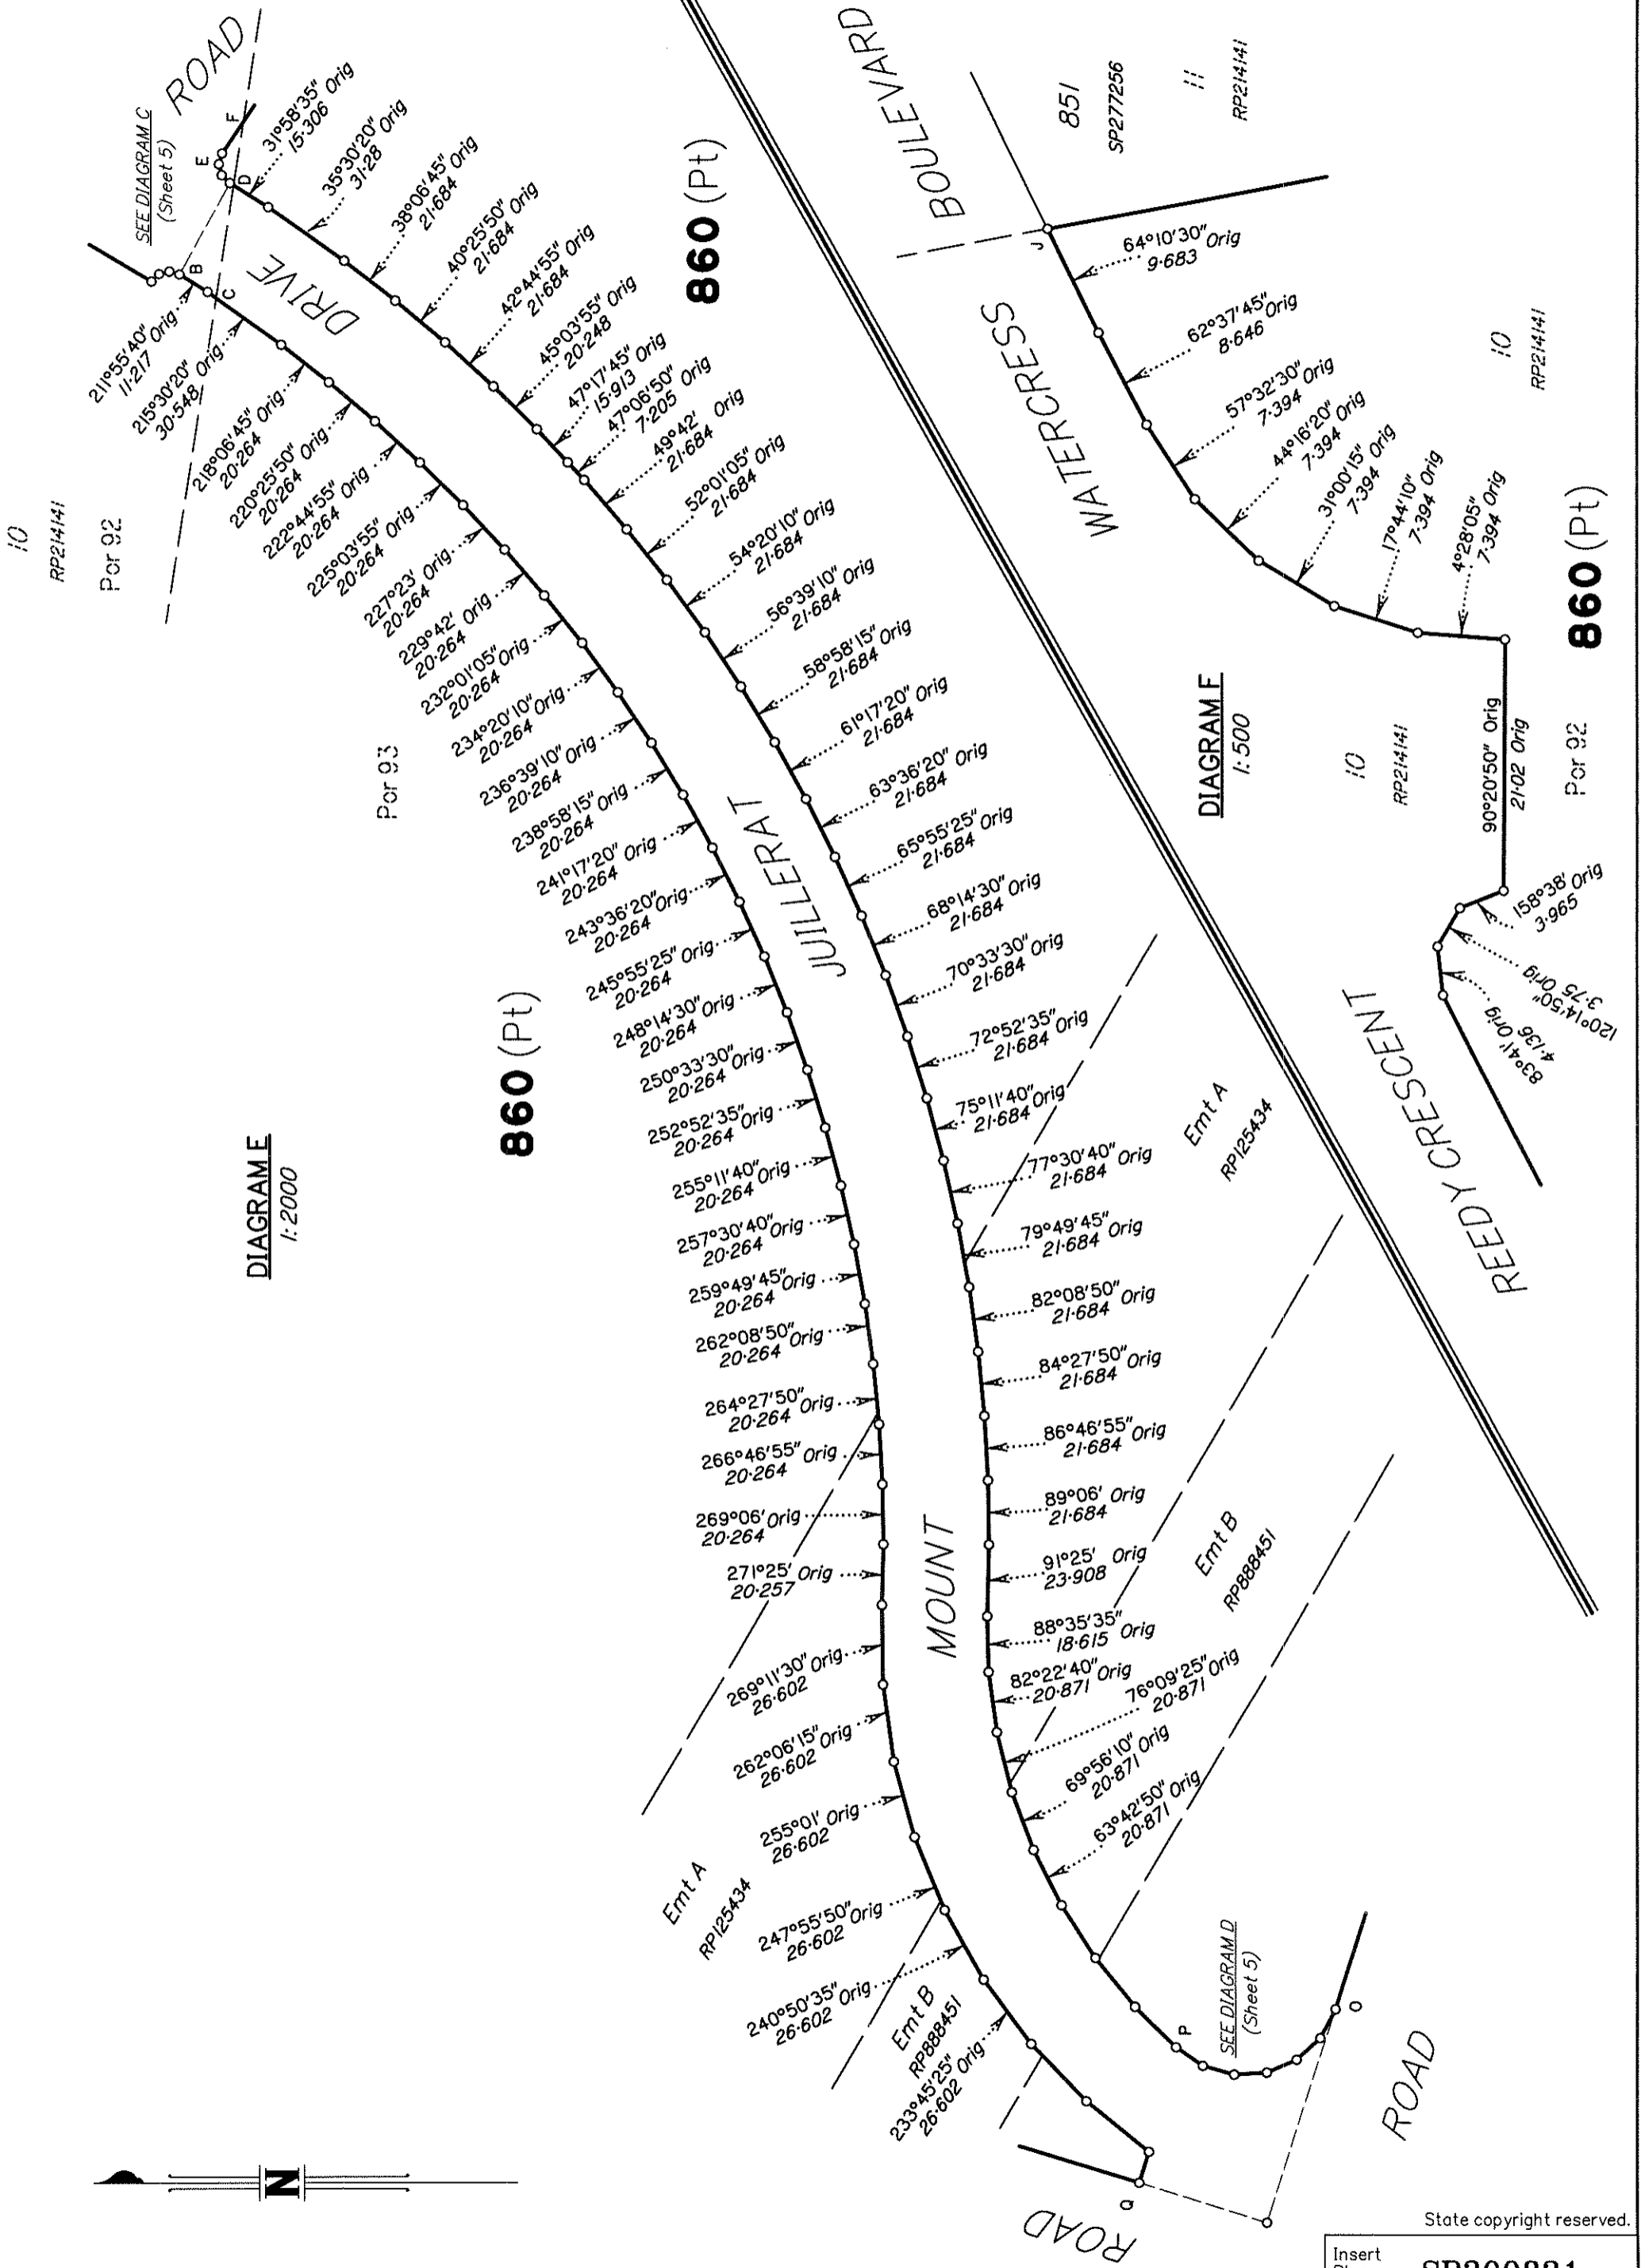 DIAGRAM E
1:2000
10
RP214141
Por 92
Por 93
860 (Pt)
SEE DIAGRAM C
(Sheet 5)
ROAD
B
C
D
E
F
211°55'40" Orig
11·217
215°30'20" Orig
30·548
218°06'45" Orig
20·264
220°25'50" Orig
20·264
222°44'55" Orig
20·264
225°03'55" Orig
20·264
227°23' Orig
20·264
229°42' Orig
20·264
232°01'05" Orig
20·264
234°20'10" Orig
20·264
236°39'10" Orig
20·264
238°58'15" Orig
20·264
241°17'20" Orig
20·264
243°36'20" Orig
20·264
245°55'25" Orig
20·264
248°14'30" Orig
20·264
250°33'30" Orig
20·264
252°52'35" Orig
20·264
255°11'40" Orig
20·264
257°30'40" Orig
20·264
259°49'45" Orig
20·264
262°08'50" Orig
20·264
264°27'50" Orig
20·264
266°46'55" Orig
20·264
269°06' Orig
20·264
271°25' Orig
20·257
269°11'30" Orig
26·602
262°06'15" Orig
26·602
255°01' Orig
26·602
247°55'50" Orig
26·602
240°50'35" Orig
26·602
233°45'25" Orig
26·602
Emt A
RP125434
Emt B
RP888451
MOUNT
JUILLERAT
DRIVE
31°58'35" Orig
15·306
35°30'20" Orig
31·28
38°06'45" Orig
21·684
40°25'50" Orig
21·684
42°44'55" Orig
21·684
45°03'55" Orig
20·248
47°17'45" Orig
15·913
47°06'50" Orig
7·205
49°42' Orig
21·684
52°01'05" Orig
21·684
54°20'10" Orig
21·684
56°39'10" Orig
21·684
58°58'15" Orig
21·684
61°17'20" Orig
21·684
63°36'20" Orig
21·684
65°55'25" Orig
21·684
68°14'30" Orig
21·684
70°33'30" Orig
21·684
72°52'35" Orig
21·684
75°11'40" Orig
21·684
77°30'40" Orig
21·684
79°49'45" Orig
21·684
82°08'50" Orig
21·684
84°27'50" Orig
21·684
86°46'55" Orig
21·684
89°06' Orig
21·684
91°25' Orig
23·908
88°35'35"
18·615 Orig
82°22'40" Orig
20·871
76°09'25" Orig
20·871
69°56'10" Orig
20·871
63°42'50" Orig
20·871
860 (Pt)
Emt A
RP125434
Emt B
RP888451
SEE DIAGRAM D
(Sheet 5)
P
O
Q
ROAD
ROAD
DIAGRAM F
1:500
WATERCRESS
BOULEVARD
J
851
SP277256
11
RP214141
64°10'30" Orig
9·683
62°37'45" Orig
8·646
57°32'30" Orig
7·394
44°16'20" Orig
7·394
31°00'15" Orig
7·394
17°44'10" Orig
7·394
4°28'05" Orig
7·394
10
RP214141
860 (Pt)
90°20'50" Orig
21·02 Orig
Por 92
10
RP214141
158°38' Orig
3·965
120°14'50"
3·75 Orig
83°41' Orig
4·136
REEDY CRESCENT
N
State copyright reserved.
Insert